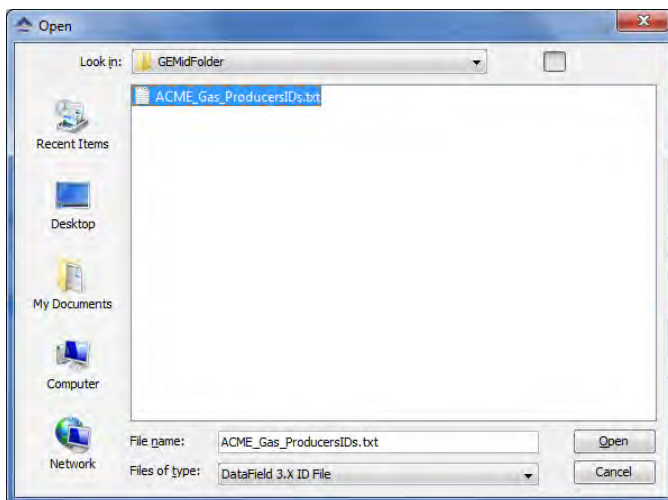 Open
Look in:
GEMidFolder
ACME_Gas_ProducersIDs.txt
Recent Items
Desktop
My Documents
Computer
Network
File name:
ACME_Gas_ProducersIDs.txt
Open
Files of type:
DataField 3.X ID File
Cancel